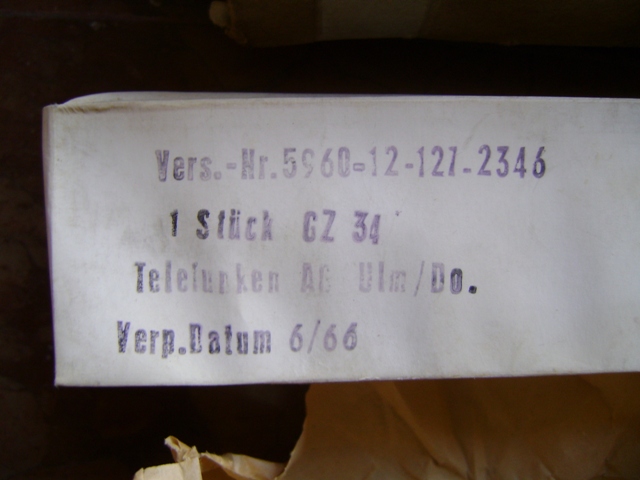 Vers.-Nr. 5960-12-127-2346
1 Stück GZ 34
Telefunken AG Ulm/Do.
Verp.Datum 6/66